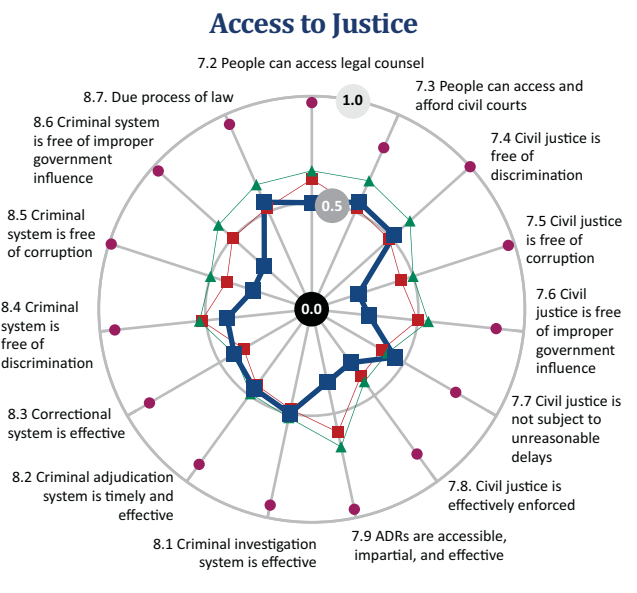 Access to Justice
7.2 People can access legal counsel
1.0
7.3 People can access and
afford civil courts
7.4 Civil justice is
free of
discrimination
7.5 Civil justice
is free of
corruption
7.6 Civil
justice is free
of improper
government
influence
7.7 Civil justice is
not subject to
unreasonable
delays
7.8. Civil justice is
effectively enforced
7.9 ADRs are accessible,
impartial, and effective
8.1 Criminal investigation
system is effective
8.2 Criminal adjudication
system is timely and
effective
8.3 Correctional
system is effective
8.4 Criminal
system is
free of
discrimination
8.5 Criminal
system is free
of corruption
8.6 Criminal system
is free of improper
government
influence
8.7. Due process of law
0.5
0.0